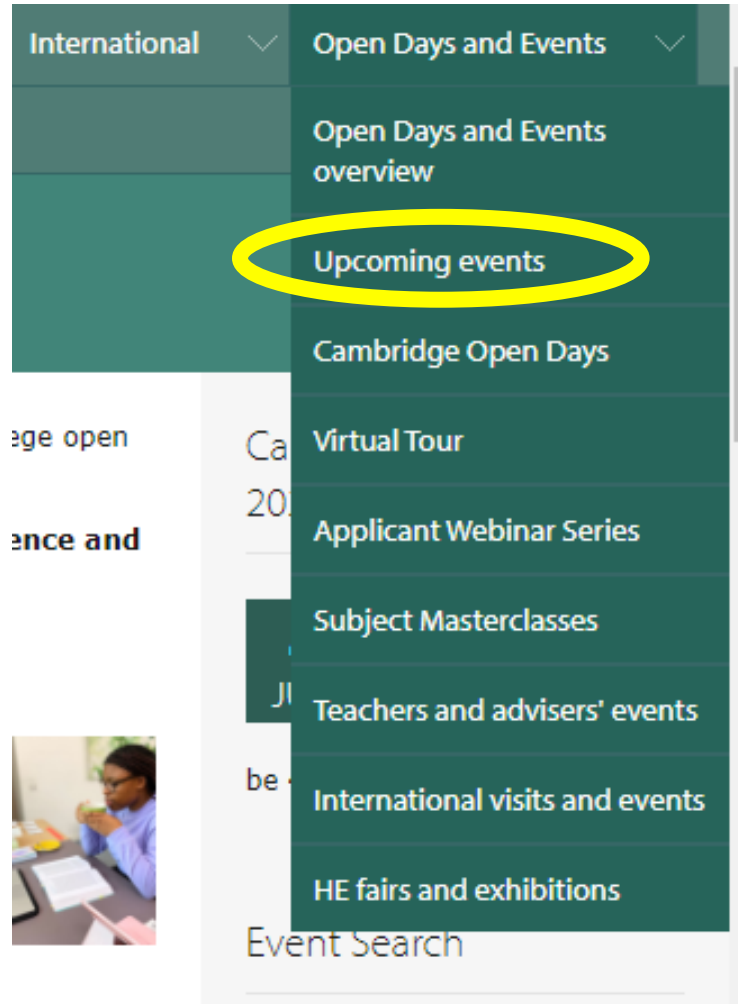 International
Open Days and Events
Open Days and Events
overview
Upcoming events
Cambridge Open Days
ege open
Ca
Virtual Tour
20
ence and
Applicant Webinar Series
Subject Masterclasses
Teachers and advisers' events
be
International visits and events
HE fairs and exhibitions
Event Search